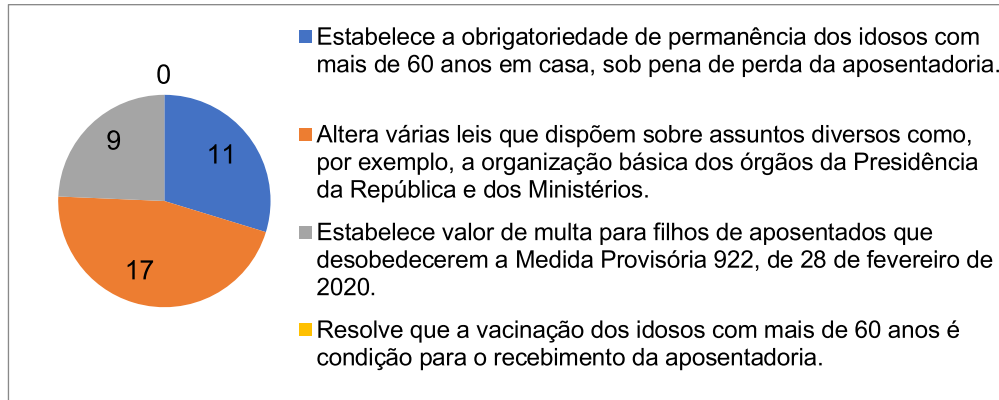 0
9
11
17
Estabelece a obrigatoriedade de permanência dos idosos com
mais de 60 anos em casa, sob pena de perda da aposentadoria.
Altera várias leis que dispõem sobre assuntos diversos como,
por exemplo, a organização básica dos órgãos da Presidência
da República e dos Ministérios.
Estabelece valor de multa para filhos de aposentados que
desobedecerem a Medida Provisória 922, de 28 de fevereiro de
2020.
Resolve que a vacinação dos idosos com mais de 60 anos é
condição para o recebimento da aposentadoria.